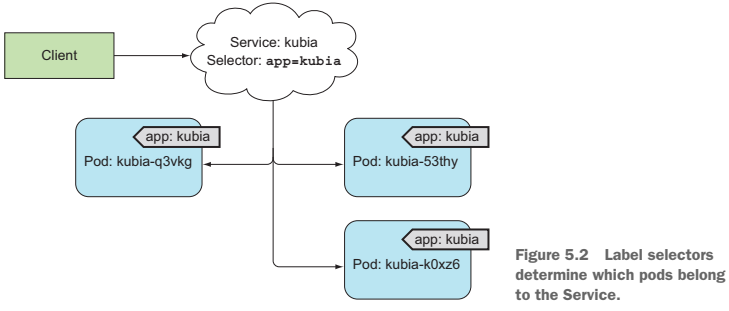 Client
Service: kubia
Selector: app=kubia
app: kubia
Pod: kubia-q3vkg
app: kubia
Pod: kubia-53thy
app: kubia
Pod: kubia-k0xz6
Figure 5.2 Label selectors
determine which pods belong
to the Service.